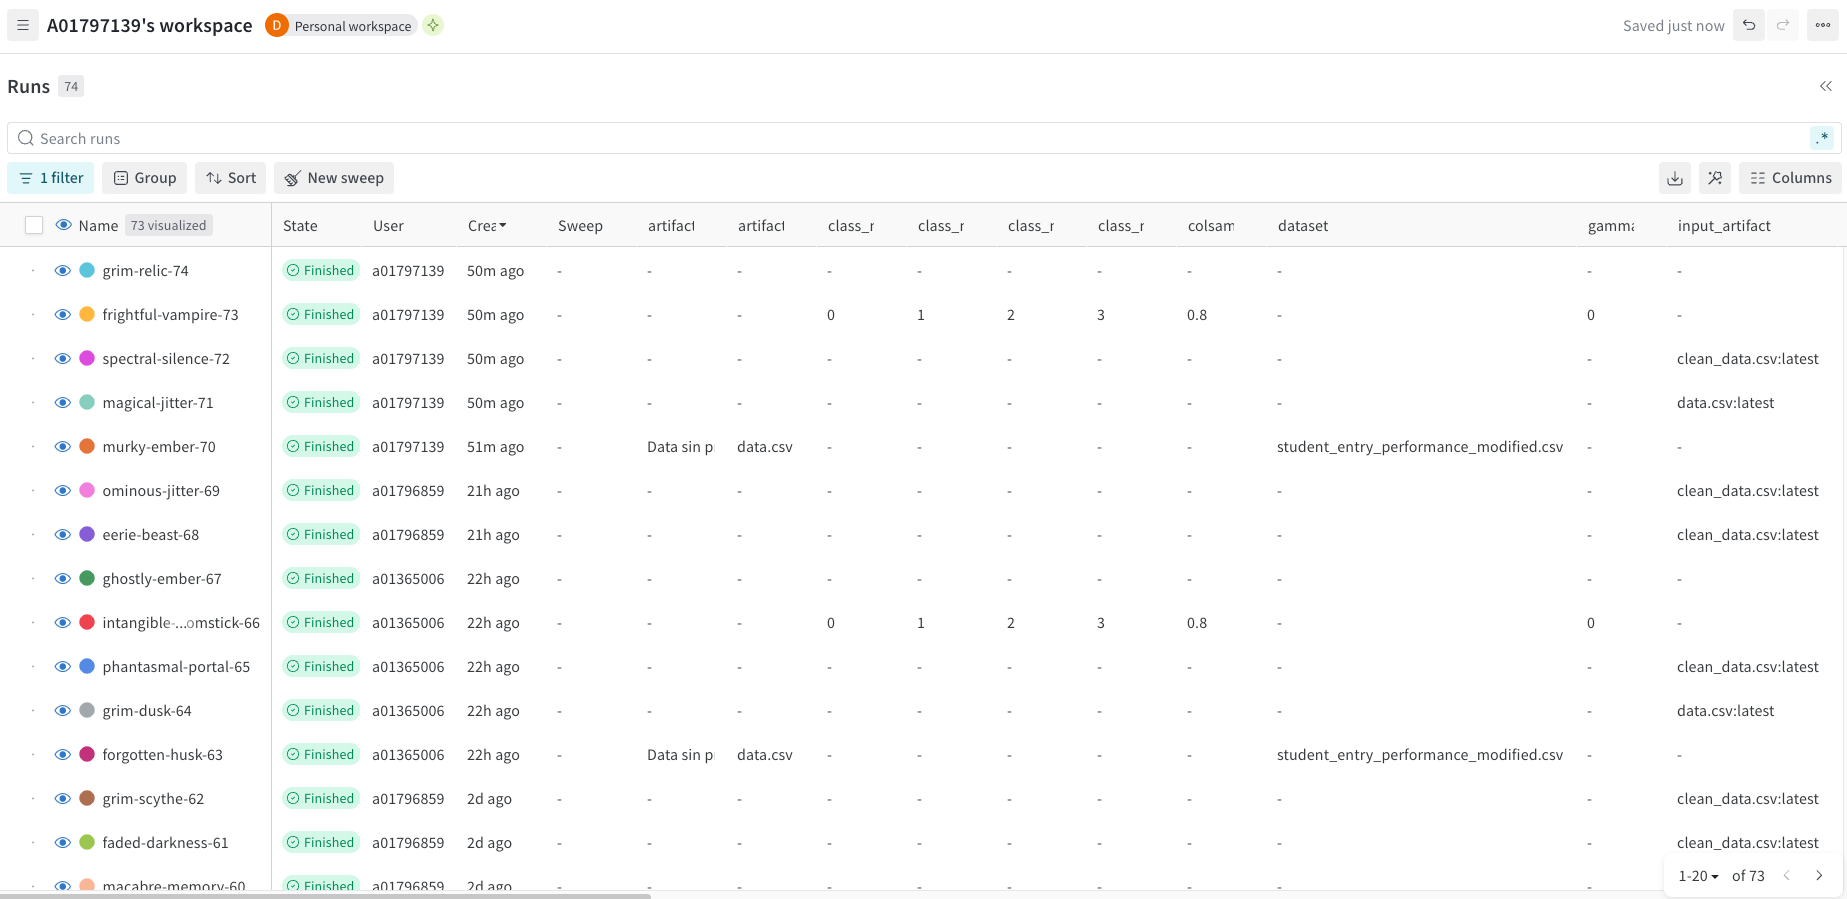 A01797139's workspace D Personal workspace Saved just now
Runs 74
Search runs .*
1 filter Group Sort New sweep Columns
Name 73 visualized State User Crea Sweep artifact artifact class_r class_r class_r class_r colsam dataset gamma input_artifact
grim-relic-74 Finished a01797139 50m ago - - - - - - - - - - -
frightful-vampire-73 Finished a01797139 50m ago - - - 0 1 2 3 0.8 - 0 -
spectral-silence-72 Finished a01797139 50m ago - - - - - - - - - - clean_data.csv:latest
magical-jitter-71 Finished a01797139 50m ago - - - - - - - - - - data.csv:latest
murky-ember-70 Finished a01797139 51m ago - Data sin p data.csv - - - - - student_entry_performance_modified.csv - -
ominous-jitter-69 Finished a01796859 21h ago - - - - - - - - - - clean_data.csv:latest
eerie-beast-68 Finished a01796859 21h ago - - - - - - - - - - clean_data.csv:latest
ghostly-ember-67 Finished a01365006 22h ago - - - - - - - - - - -
intangible-...omstick-66 Finished a01365006 22h ago - - - 0 1 2 3 0.8 - 0 -
phantasmal-portal-65 Finished a01365006 22h ago - - - - - - - - - - clean_data.csv:latest
grim-dusk-64 Finished a01365006 22h ago - - - - - - - - - - data.csv:latest
forgotten-husk-63 Finished a01365006 22h ago - Data sin p data.csv - - - - - student_entry_performance_modified.csv - -
grim-scythe-62 Finished a01796859 2d ago - - - - - - - - - - clean_data.csv:latest
faded-darkness-61 Finished a01796859 2d ago - - - - - - - - - - clean_data.csv:latest
macabre-memory-60 Finished a01796859 2d ago - - - - - - - - - -
1-20 of 73